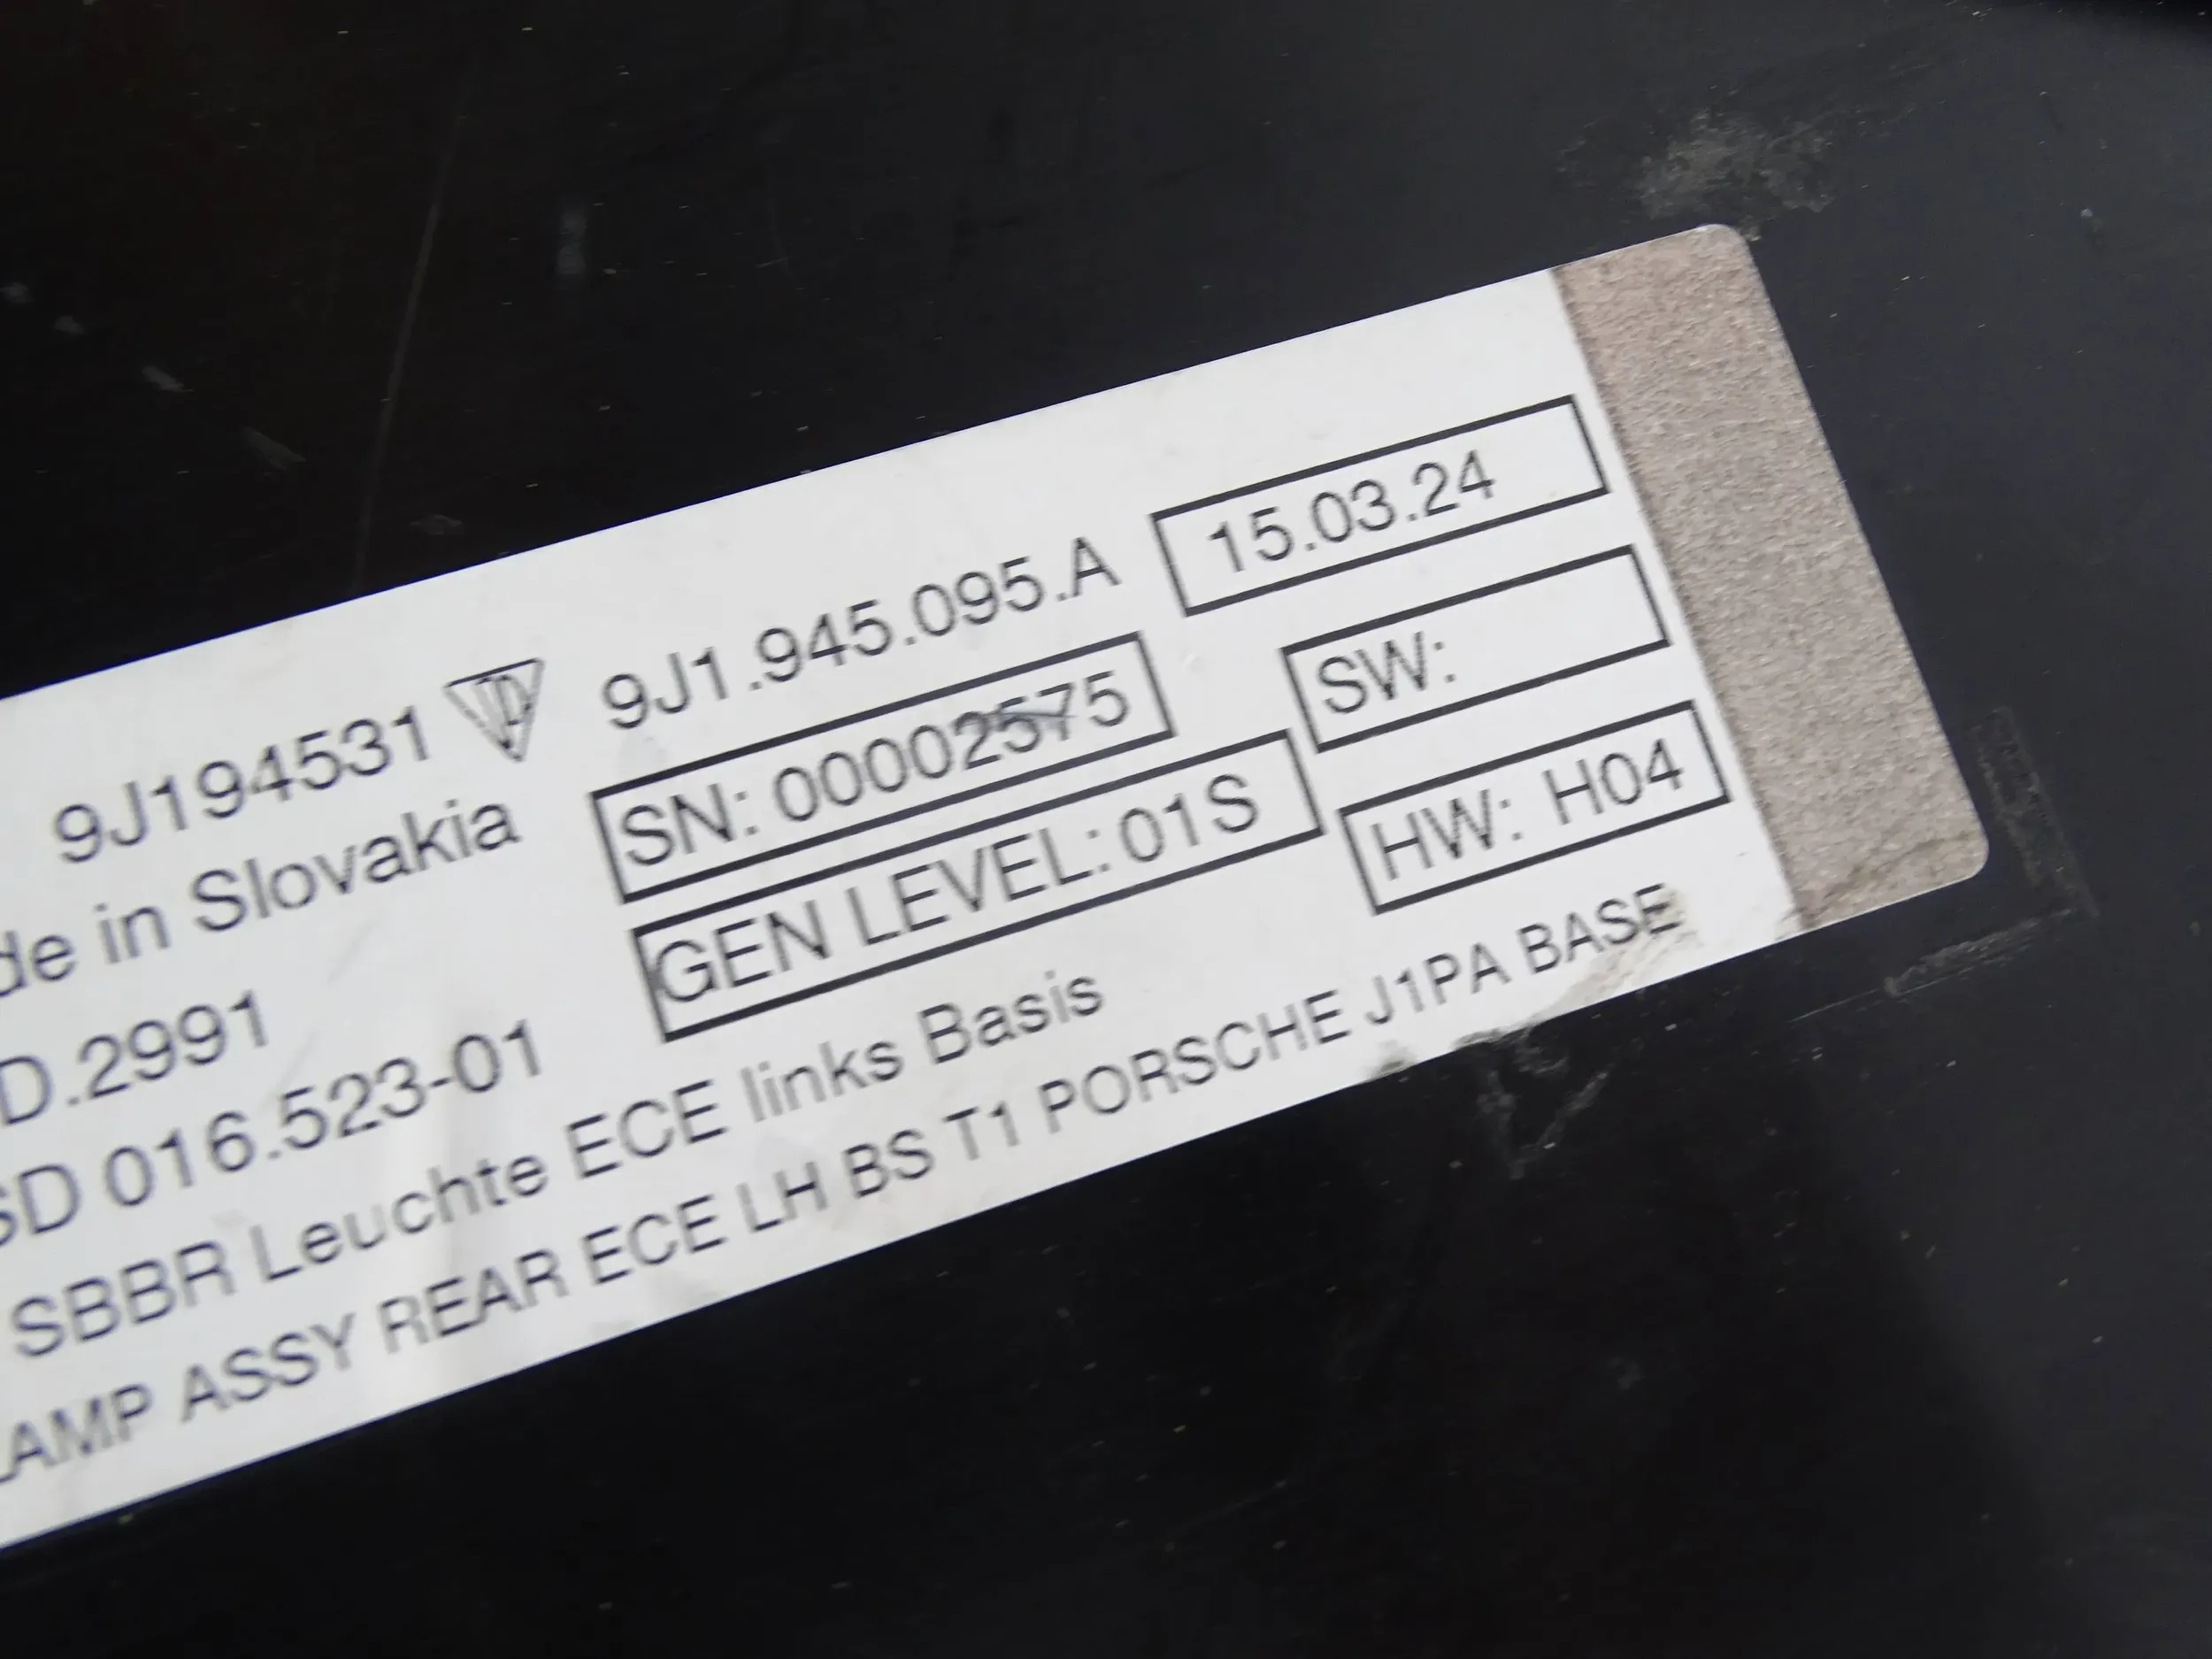 9J194531 9J1.945.095.A 15.03.24
de in Slovakia SN: 00002575 SW:
D.2991 GEN LEVEL: 01S HW: H04
SD 016.523-01
SBBR Leuchte ECE links Basis
AMP ASSY REAR ECE LH BS T1 PORSCHE J1PA BASE